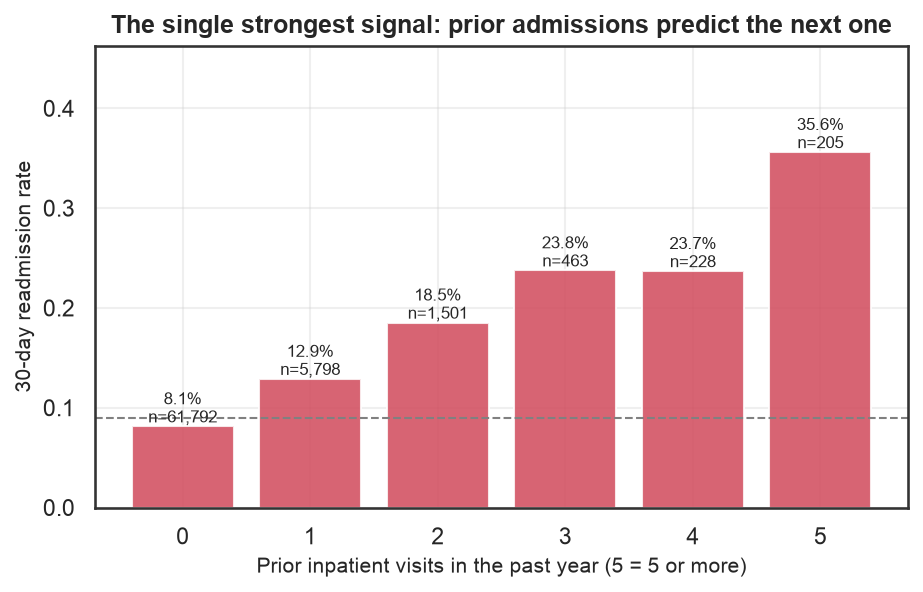 The single strongest signal: prior admissions predict the next one
30-day readmission rate
0.4
0.3
0.2
0.1
0.0
8.1%
n=61,792
12.9%
n=5,798
18.5%
n=1,501
23.8%
n=463
23.7%
n=228
35.6%
n=205
0 1 2 3 4 5
Prior inpatient visits in the past year (5 = 5 or more)